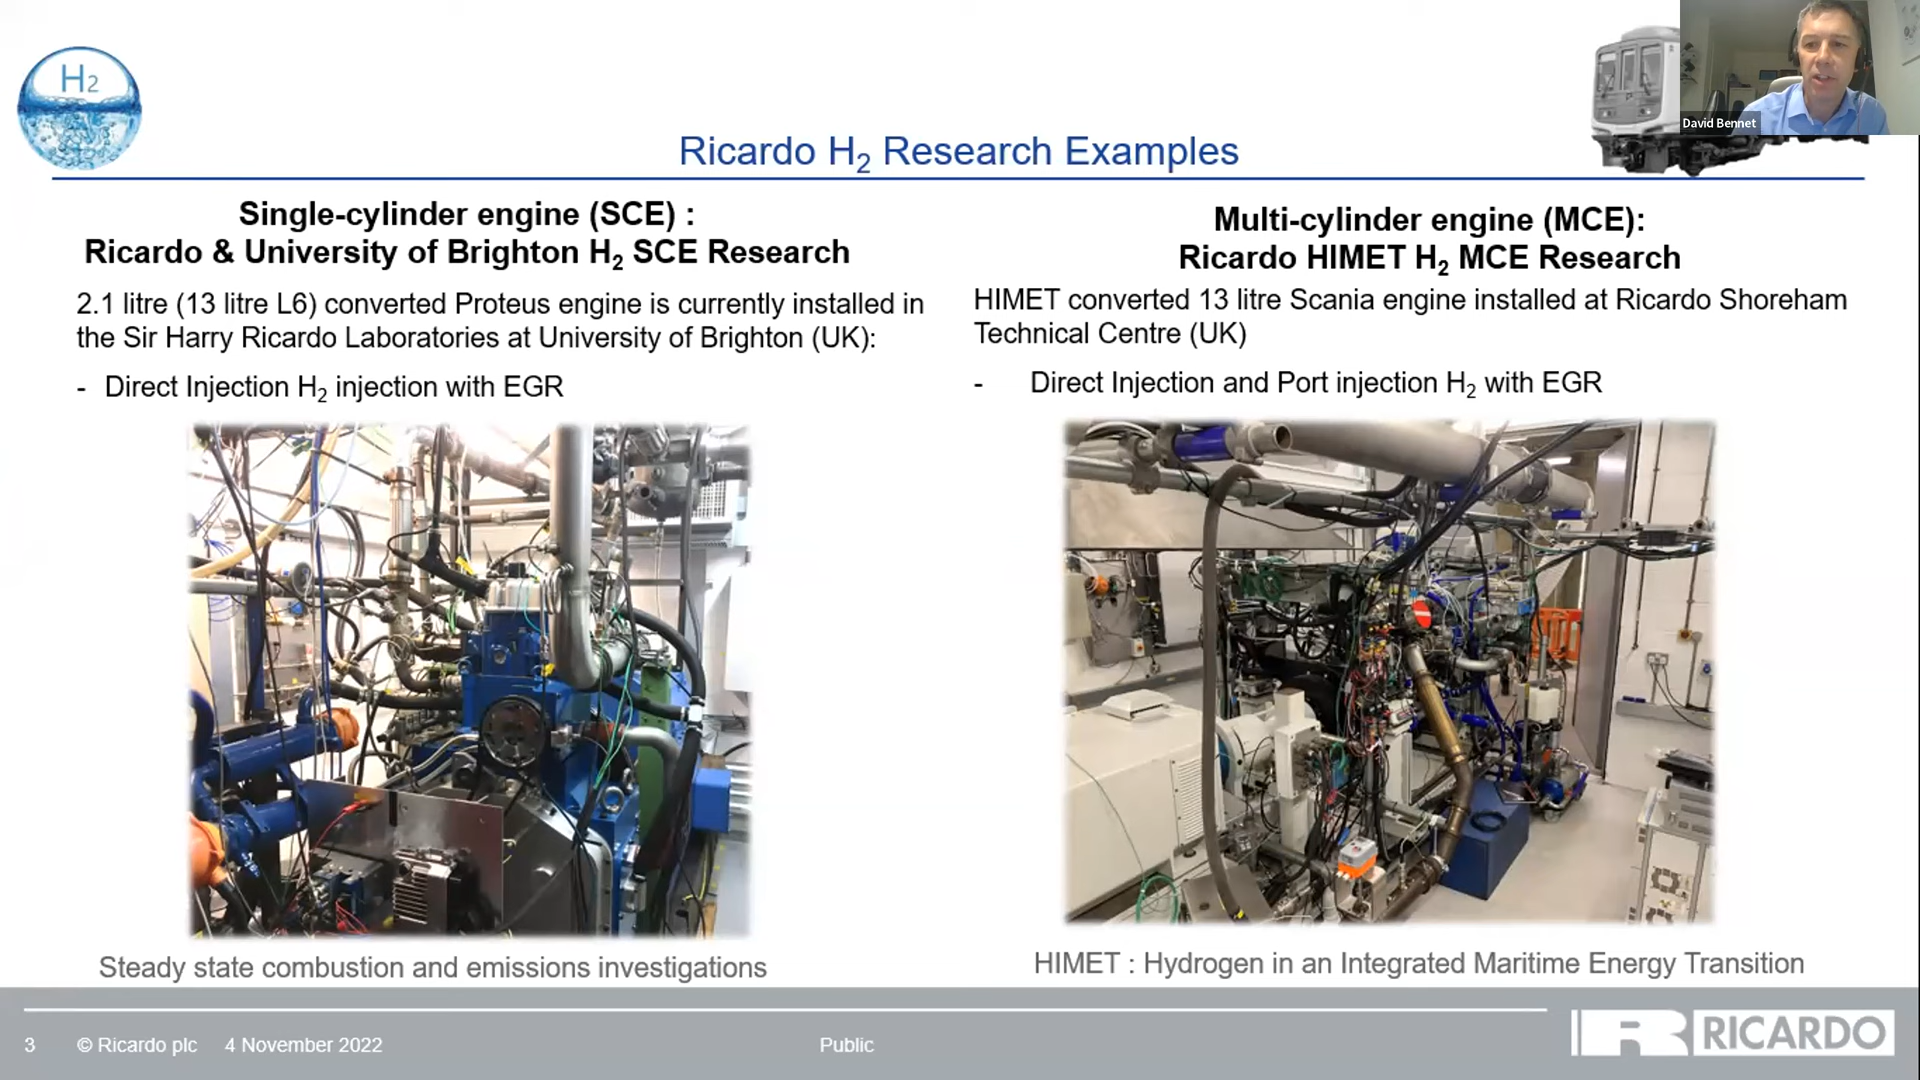 H2
David Bennet
Ricardo H2 Research Examples
Single-cylinder engine (SCE) :
Ricardo & University of Brighton H2 SCE Research
2.1 litre (13 litre L6) converted Proteus engine is currently installed in
the Sir Harry Ricardo Laboratories at University of Brighton (UK):
- Direct Injection H2 injection with EGR
Steady state combustion and emissions investigations
Multi-cylinder engine (MCE):
Ricardo HIMET H2 MCE Research
HIMET converted 13 litre Scania engine installed at Ricardo Shoreham
Technical Centre (UK)
- Direct Injection and Port injection H2 with EGR
HIMET : Hydrogen in an Integrated Maritime Energy Transition
3 © Ricardo plc 4 November 2022 Public
RICARDO